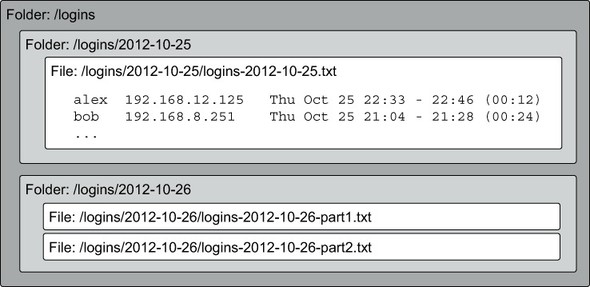 Folder: /logins
Folder: /logins/2012-10-25
File: /logins/2012-10-25/logins-2012-10-25.txt
alex 192.168.12.125 Thu Oct 25 22:33 - 22:46 (00:12)
bob 192.168.8.251 Thu Oct 25 21:04 - 21:28 (00:24)
...
Folder: /logins/2012-10-26
File: /logins/2012-10-26/logins-2012-10-26-part1.txt
File: /logins/2012-10-26/logins-2012-10-26-part2.txt